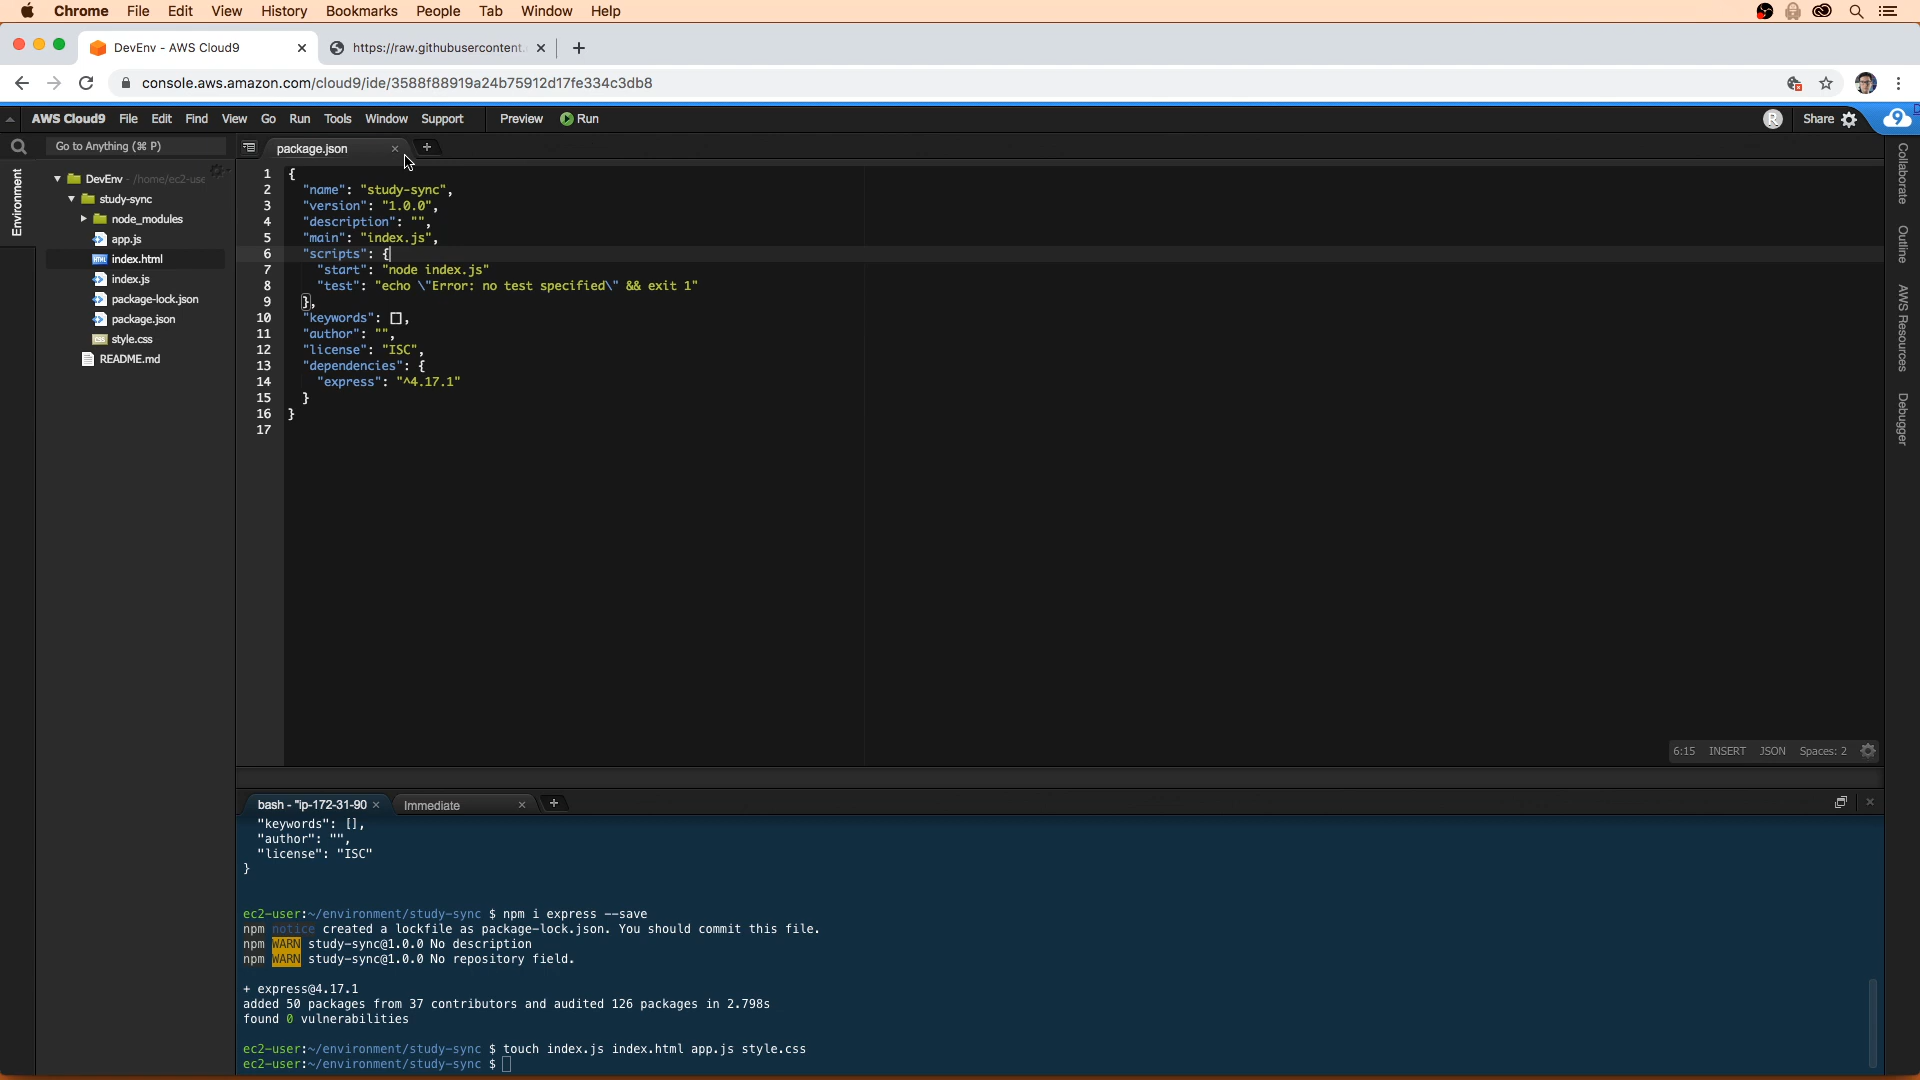 Chrome File Edit View History Bookmarks People Tab Window Help
DevEnv - AWS Cloud9
https://raw.githubusercontent.
console.aws.amazon.com/cloud9/ide/3588f88919a24b75912d17fe334c3db8
AWS Cloud9 File Edit Find View Go Run Tools Window Support Preview Run
R Share
Go to Anything (⌘ P)
package.json
Environment
DevEnv - /home/ec2-use
study-sync
node_modules
app.js
index.html
index.js
package-lock.json
package.json
style.css
README.md
1 {
2 "name": "study-sync",
3 "version": "1.0.0",
4 "description": "",
5 "main": "index.js",
6 "scripts": {
7 "start": "node index.js"
8 "test": "echo \"Error: no test specified\" && exit 1"
9 },
10 "keywords": [],
11 "author": "",
12 "license": "ISC",
13 "dependencies": {
14 "express": "^4.17.1"
15 }
16 }
17
Collaborate
Outline
AWS Resources
Debugger
6:15 INSERT JSON Spaces: 2
bash - "ip-172-31-90
Immediate
"keywords": [],
"author": "",
"license": "ISC"
}
ec2-user:~/environment/study-sync $ npm i express --save
npm notice created a lockfile as package-lock.json. You should commit this file.
npm WARN study-sync@1.0.0 No description
npm WARN study-sync@1.0.0 No repository field.
+ express@4.17.1
added 50 packages from 37 contributors and audited 126 packages in 2.798s
found 0 vulnerabilities
ec2-user:~/environment/study-sync $ touch index.js index.html app.js style.css
ec2-user:~/environment/study-sync $